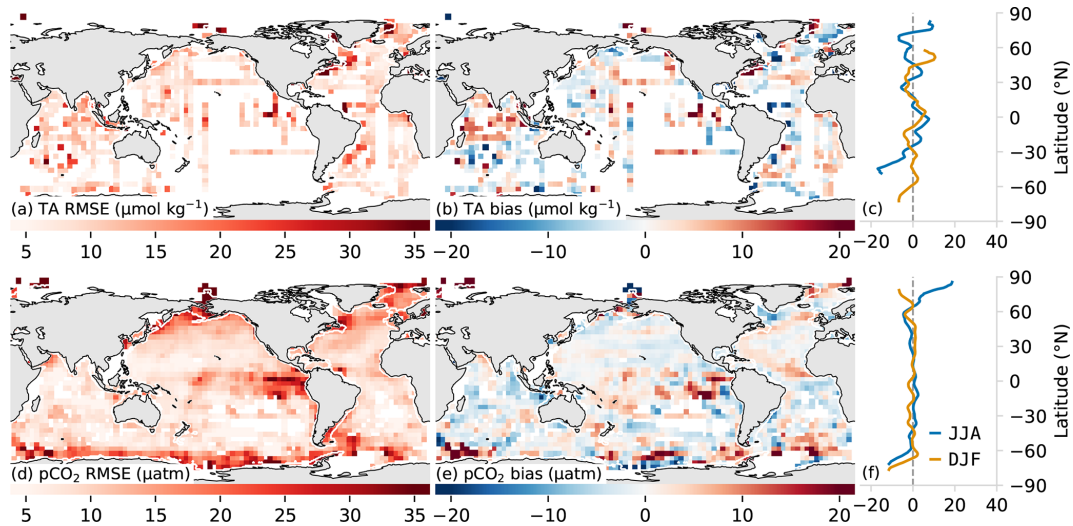 (a) TA RMSE (μmol kg⁻¹)
5 10 15 20 25 30 35
(b) TA bias (μmol kg⁻¹)
−20 −10 0 10 20
(c)
90
60
30
0
−30
−60
−90
Latitude (°N)
−20 0 20 40
(d) pCO₂ RMSE (μatm)
5 10 15 20 25 30 35
(e) pCO₂ bias (μatm)
−20 −10 0 10 20
(f)
JJA
DJF
90
60
30
0
−30
−60
−90
Latitude (°N)
−20 0 20 40